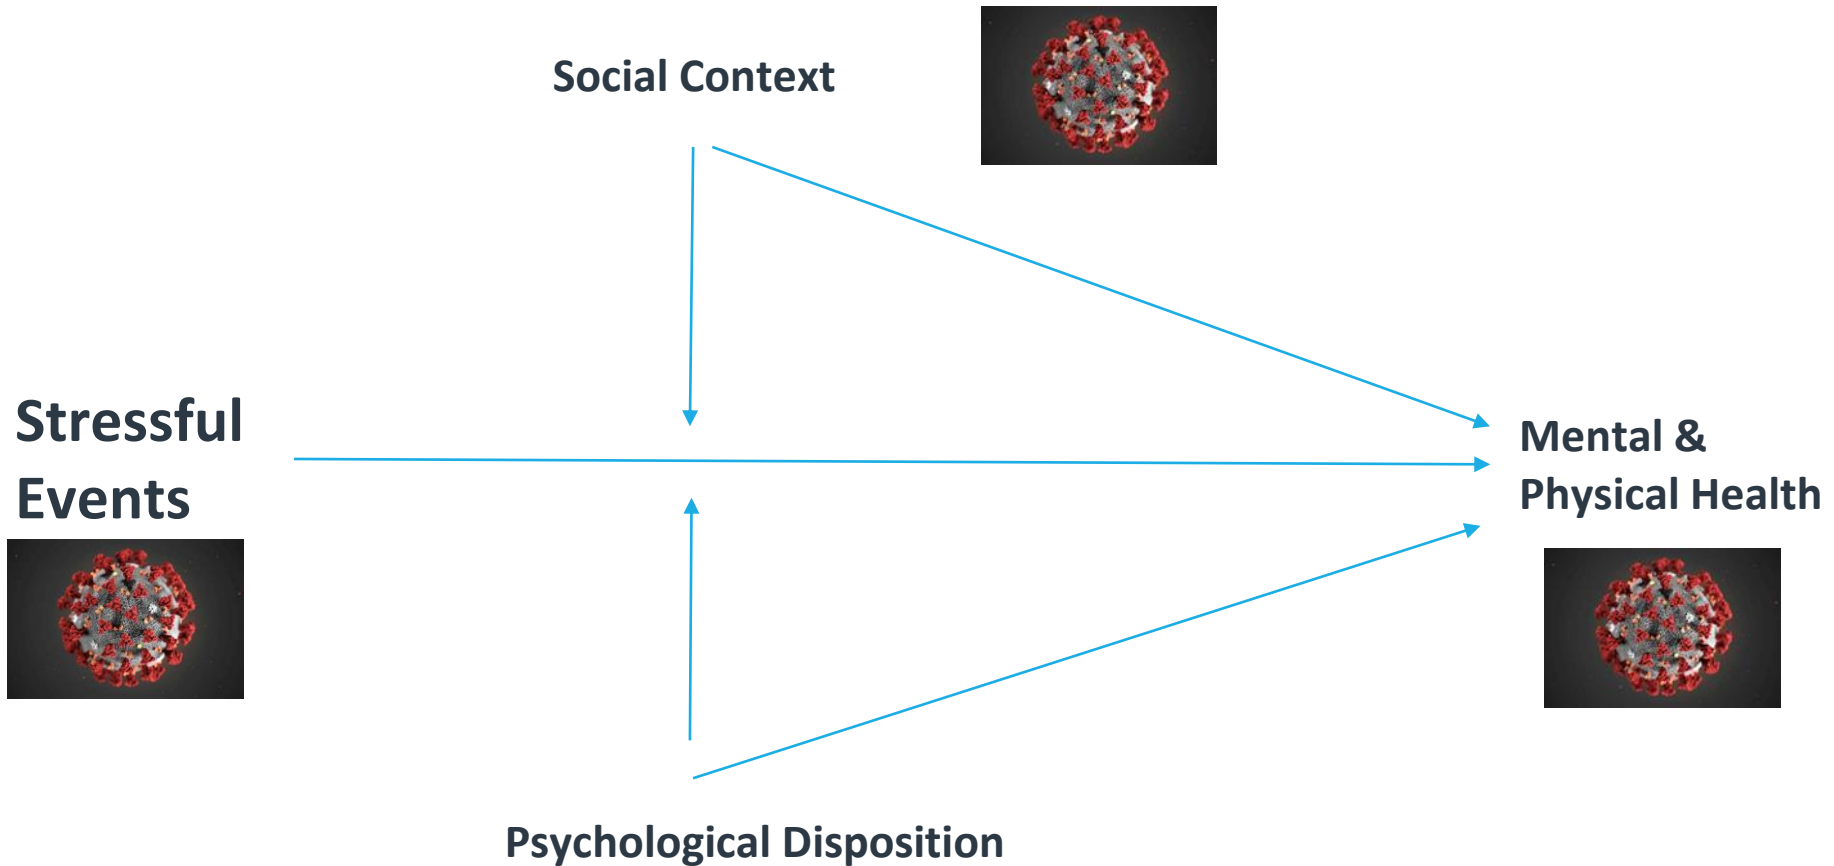 Social Context
Stressful
Events
Mental &
Physical Health
Psychological Disposition